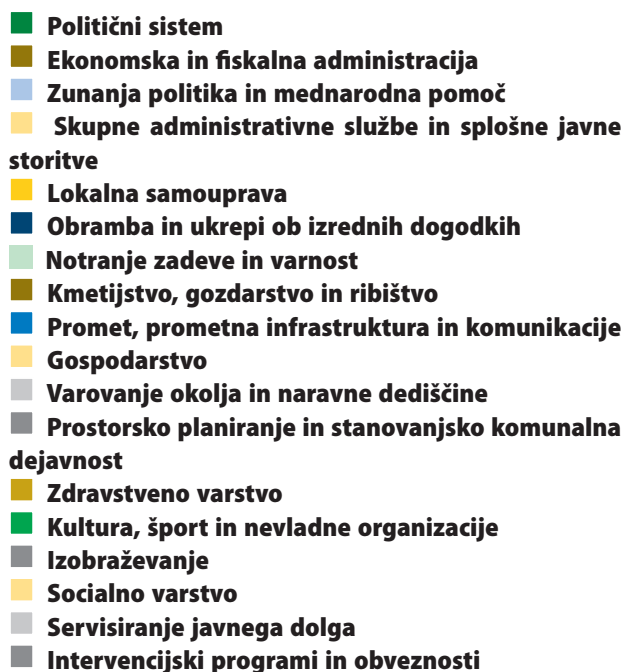 Politični sistem
Ekonomska in fiskalna administracija
Zunanja politika in mednarodna pomoč
Skupne administrativne službe in splošne javne
storitve
Lokalna samouprava
Obramba in ukrepi ob izrednih dogodkih
Notranje zadeve in varnost
Kmetijstvo, gozdarstvo in ribištvo
Promet, prometna infrastruktura in komunikacije
Gospodarstvo
Varovanje okolja in naravne dediščine
Prostorsko planiranje in stanovanjsko komunalna
dejavnost
Zdravstveno varstvo
Kultura, šport in nevladne organizacije
Izobraževanje
Socialno varstvo
Servisiranje javnega dolga
Intervencijski programi in obveznosti